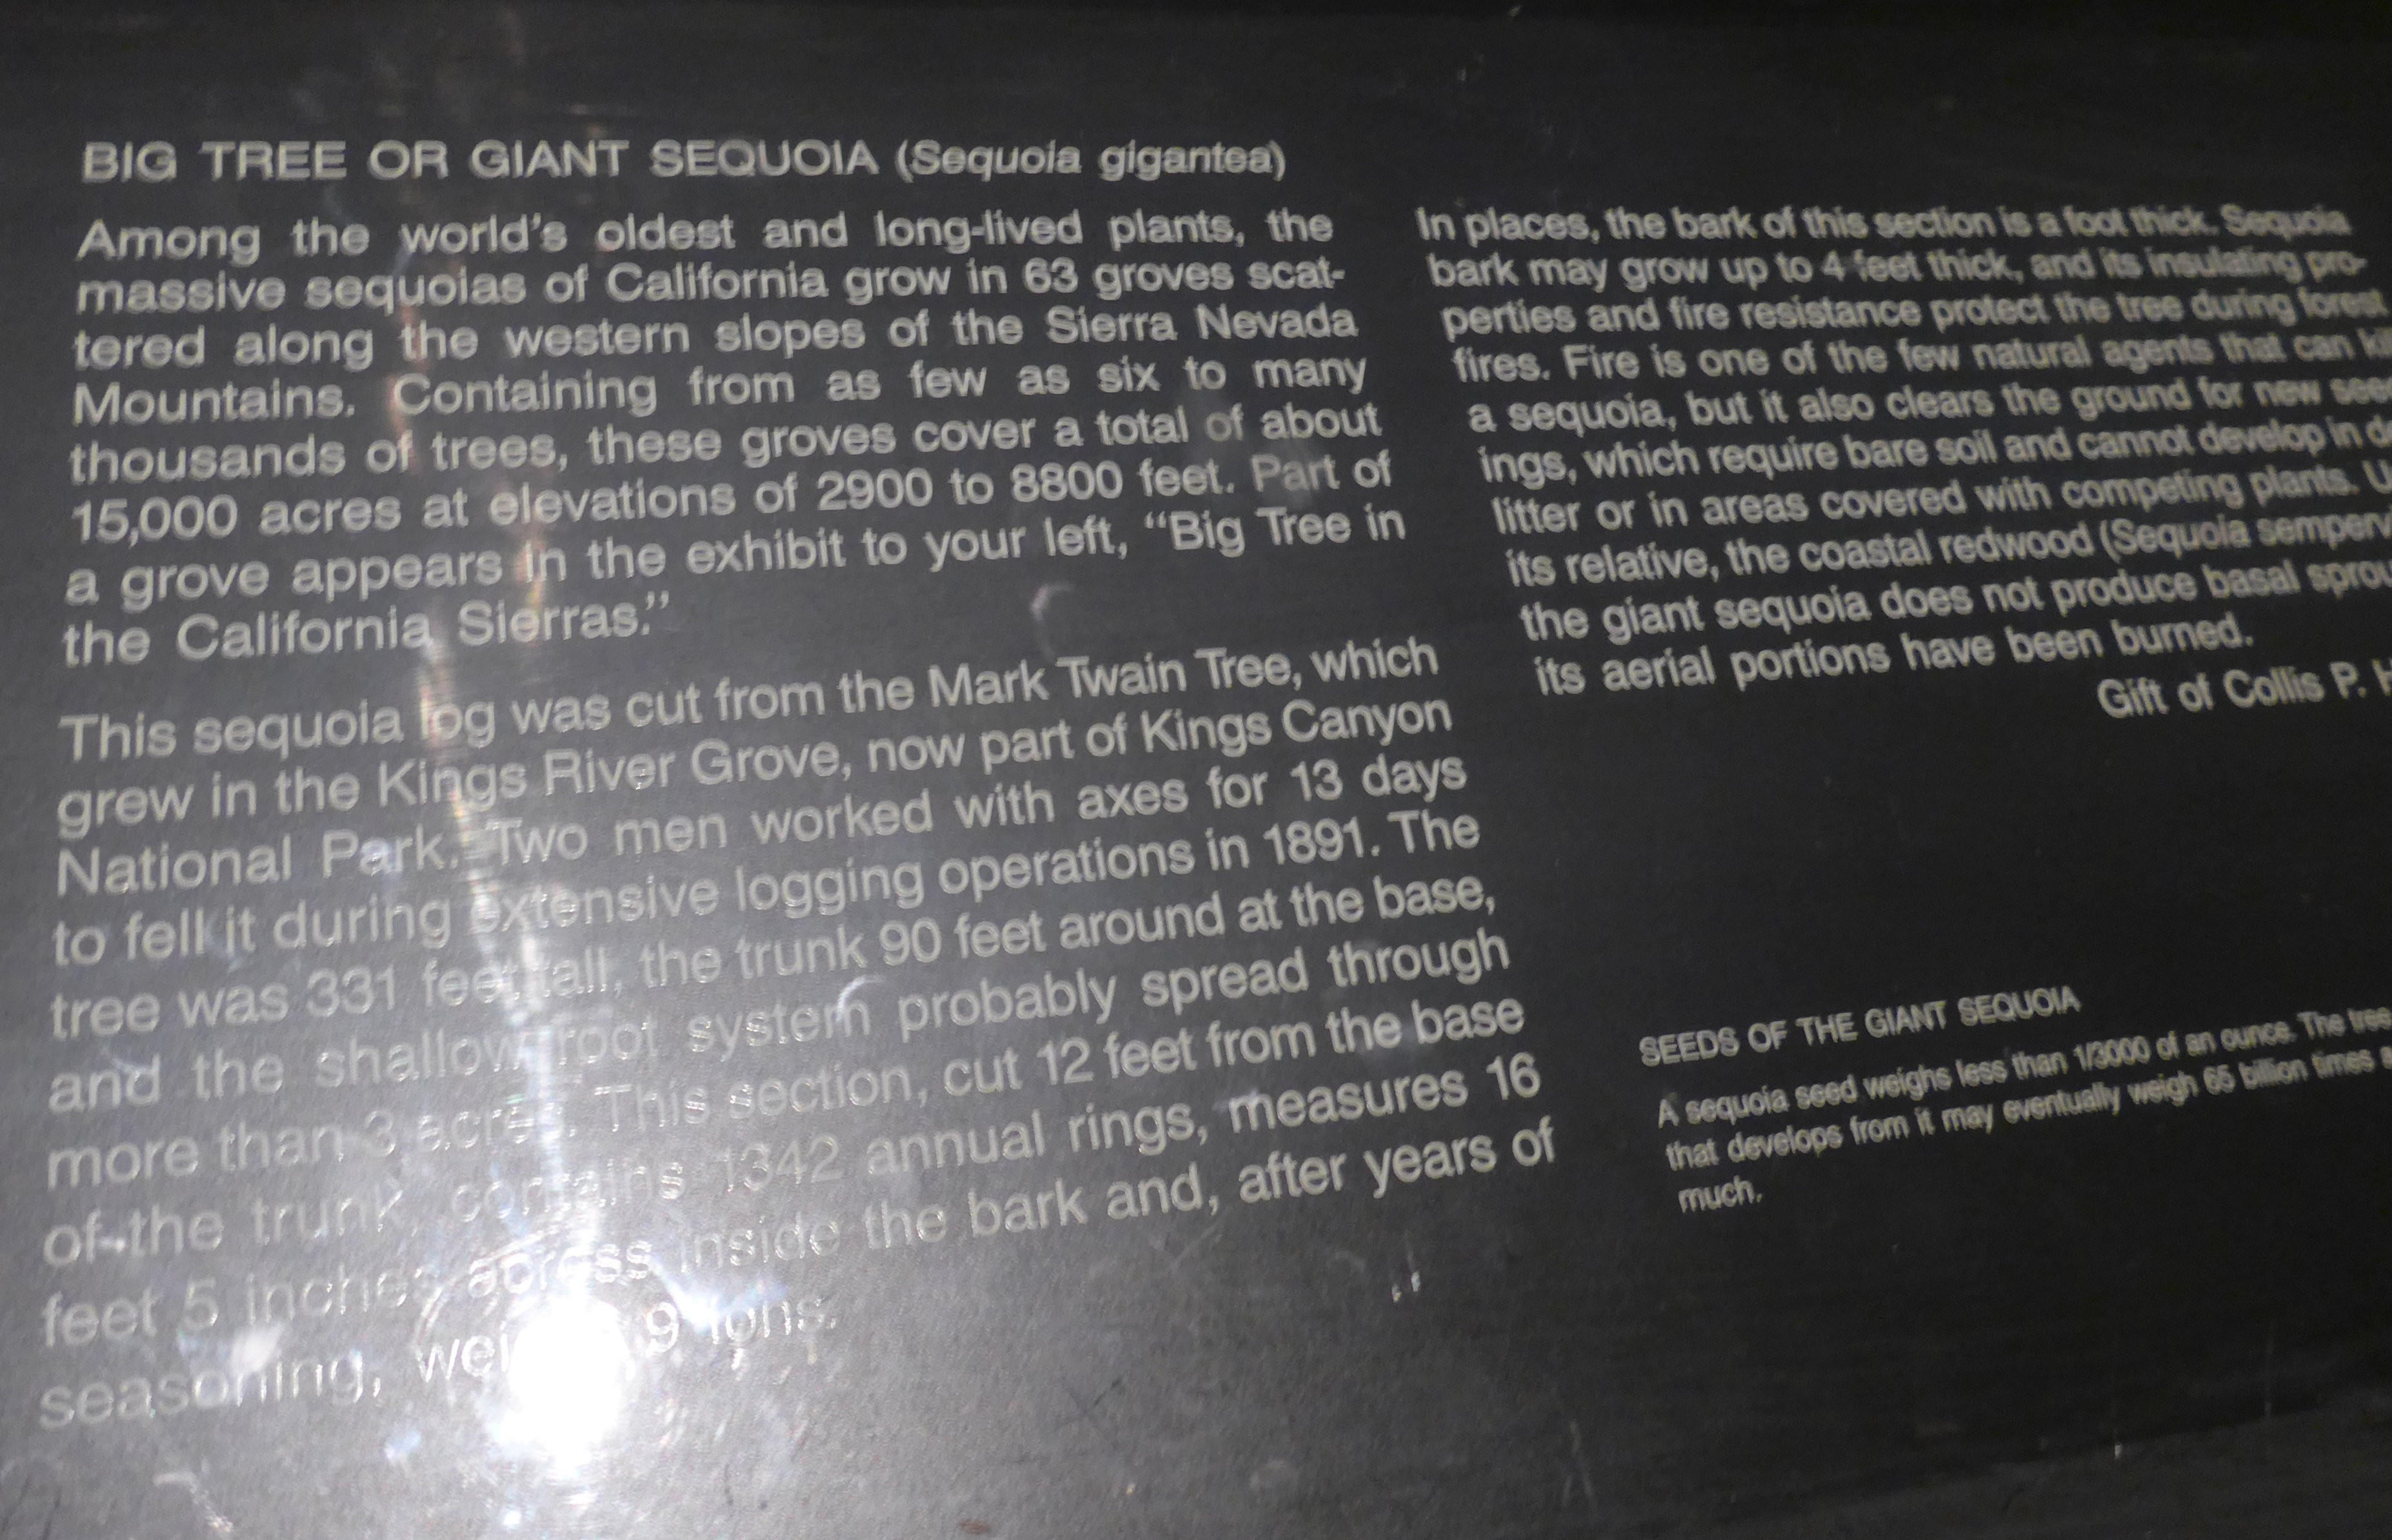 BIG TREE OR GIANT SEQUOIA (Sequoia gigantea)
Among the world's oldest and long-lived plants, the
massive sequoias of California grow in 63 groves scat-
tered along the western slopes of the Sierra Nevada
Mountains. Containing from as few as six to many
thousands of trees, these groves cover a total of about
15,000 acres at elevations of 2900 to 8800 feet. Part of
a grove appears in the exhibit to your left, “Big Tree in
the California Sierras.”
This sequoia log was cut from the Mark Twain Tree, which
grew in the Kings River Grove, now part of Kings Canyon
National Park. Two men worked with axes for 13 days
to fell it during extensive logging operations in 1891. The
tree was 331 feet tall, the trunk 90 feet around at the base,
and the shallow root system probably spread through
more than 3 acres. This section, cut 12 feet from the base
of the trunk, contains 1342 annual rings, measures 16
feet 5 inches across inside the bark and, after years of
seasoning, 9 tons.
In places, the bark of this section is a foot thick. Sequoia
bark may grow up to 4 feet thick, and its insulating pro-
perties and fire resistance protect the tree during forest
fires. Fire is one of the few natural agents that can
a sequoia, but it also clears the ground for new
ings, which require bare soil and cannot develop in
litter or in areas covered with competing plants.
its relative, the coastal redwood (Sequoia
the giant sequoia does not produce basal
its aerial portions have been burned.
Gift of Collis P.
SEEDS OF THE GIANT SEQUOIA
A sequoia seed weighs less than 1/3000 of an ounce. The tree
that develops from it may eventually weigh 65 billion times
much.